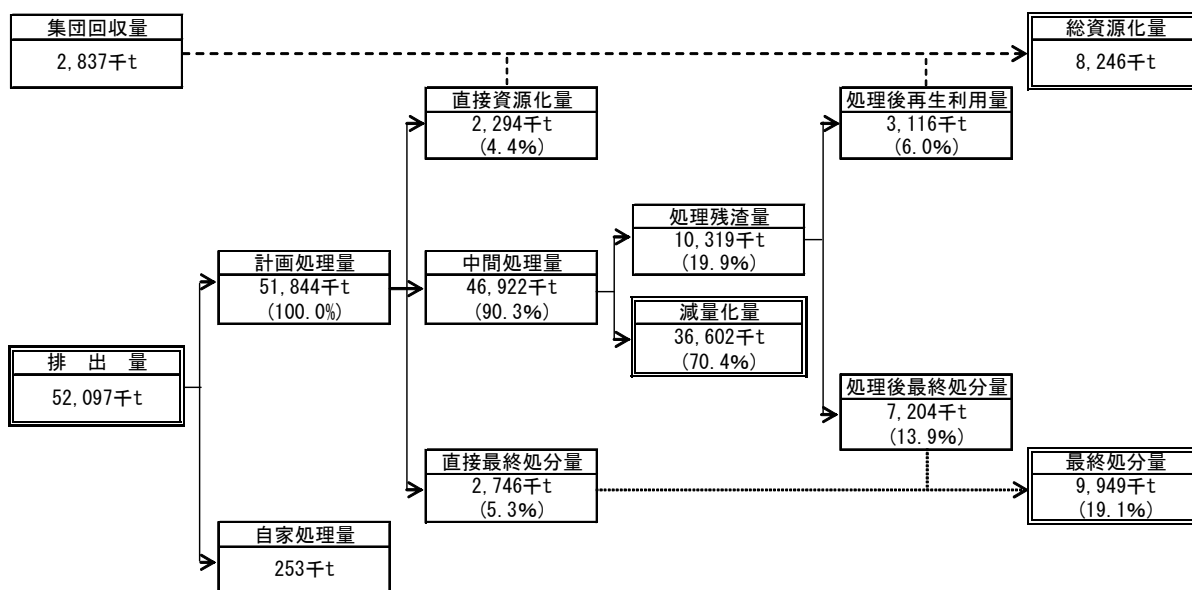 集団回収量
2,837千t
総資源化量
8,246千t
直接資源化量
2,294千t
(4.4%)
処理後再生利用量
3,116千t
(6.0%)
処理残渣量
10,319千t
(19.9%)
計画処理量
51,844千t
(100.0%)
中間処理量
46,922千t
(90.3%)
減量化量
36,602千t
(70.4%)
排 出 量
52,097千t
処理後最終処分量
7,204千t
(13.9%)
直接最終処分量
2,746千t
(5.3%)
最終処分量
9,949千t
(19.1%)
自家処理量
253千t